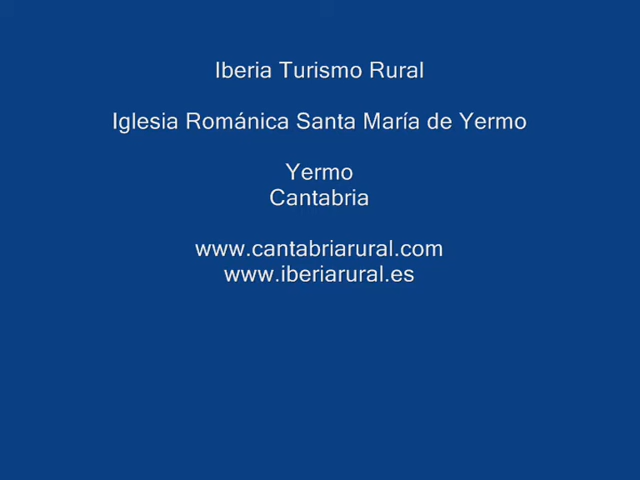 Iberia Turismo Rural
Iglesia Románica Santa María de Yermo
Yermo
Cantabria
www.cantabriarural.com
www.iberiarural.es